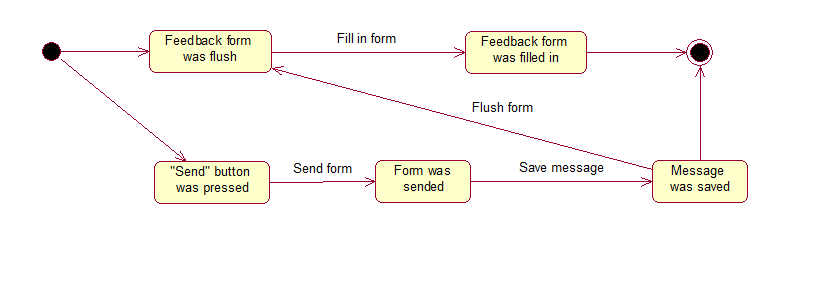 Feedback form
was flush
Fill in form
Feedback form
was filled in
Flush form
"Send" button
was pressed
Send form
Form was
sended
Save message
Message
was saved